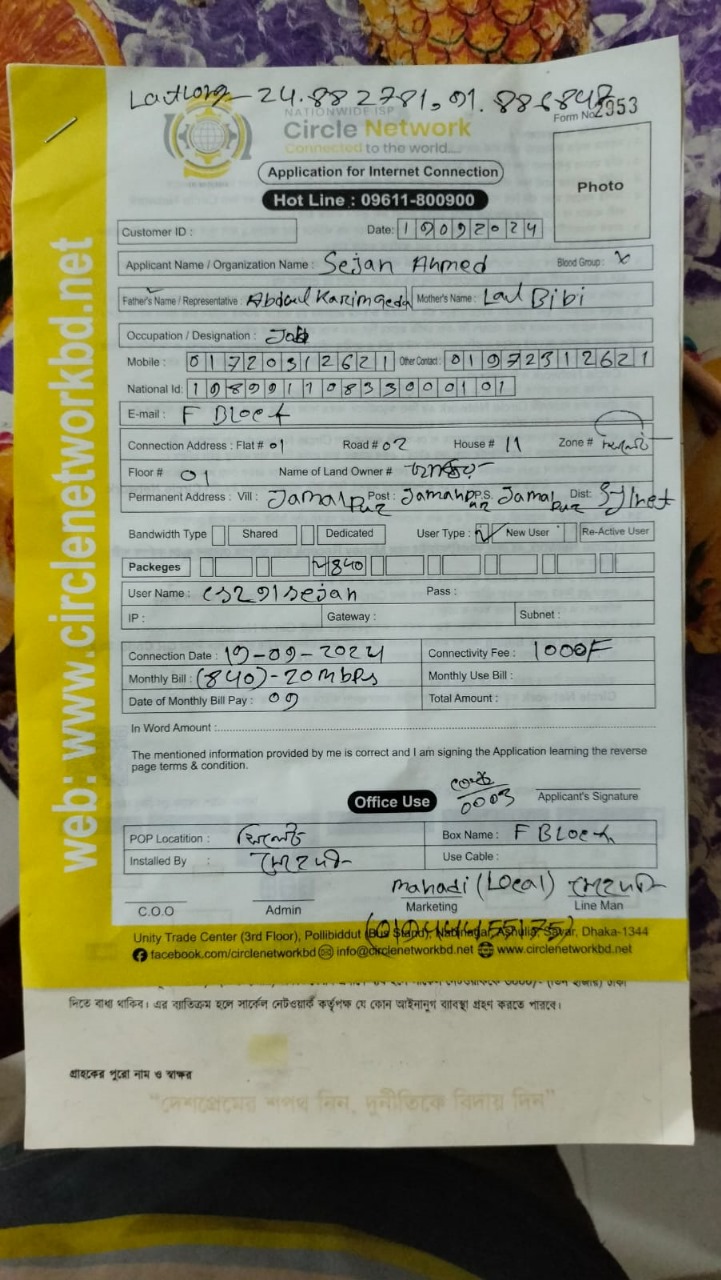 Latlong - 24.882781, 91.886848
NATIONWIDE ISP
Circle Network
Connected to the world....
Form No. 2953
Application for Internet Connection
Hot Line : 09611-800900
Photo
Customer ID : Date: 19092024
Applicant Name / Organization Name : Sejan Ahmed Blood Group : X
Father's Name / Representative : Abdul Karim Mother's Name : Lal Bibi
Occupation / Designation : Job
Mobile : 01720312621 Other Contact : 01972312621
National Id: 19899117083300101
E-mail : F Block
Connection Address : Flat # 01 Road # 02 House # 11 Zone #
Floor # 01 Name of Land Owner #
Permanent Address : Vill : Jamalpur Post : Jamalpur P.S. Jamalpur Dist: Sylhet
Bandwidth Type Shared Dedicated User Type : ✓ New User Re-Active User
Packeges ✓ 840
User Name : cs291sejan Pass :
IP : Gateway : Subnet :
Connection Date : 19-09-2024 Connectivity Fee : 1000F
Monthly Bill : (840)-20mbps Monthly Use Bill :
Date of Monthly Bill Pay : 09 Total Amount :
In Word Amount :
The mentioned information provided by me is correct and I am signing the Application learning the reverse
page terms & condition.
Office Use
code
0003
Applicant's Signature
POP Locatition : সিলেট Box Name : F Block
Installed By : মেহেদী Use Cable :
Mahadi (Local) মেহেদী
C.O.O Admin Marketing Line Man
Unity Trade Center (3rd Floor), Pollibiddut (Bus Stand), Nabinagar, Ashulia, Savar, Dhaka-1344
facebook.com/circlenetworkbd info@circlenetworkbd.net www.circlenetworkbd.net
web: www.circlenetworkbd.net
দিতে বাধ্য থাকিব। এর ব্যতিক্রম হলে সার্কেল নেটওয়ার্ক কর্তৃপক্ষ যে কোন আইনানুগ ব্যাবস্থা গ্রহণ করতে পারবে।
গ্রাহকের পুরো নাম ও স্বাক্ষর
“দেশপ্রেমের শপথ নিন, দুর্নীতিকে বিদায় দিন”